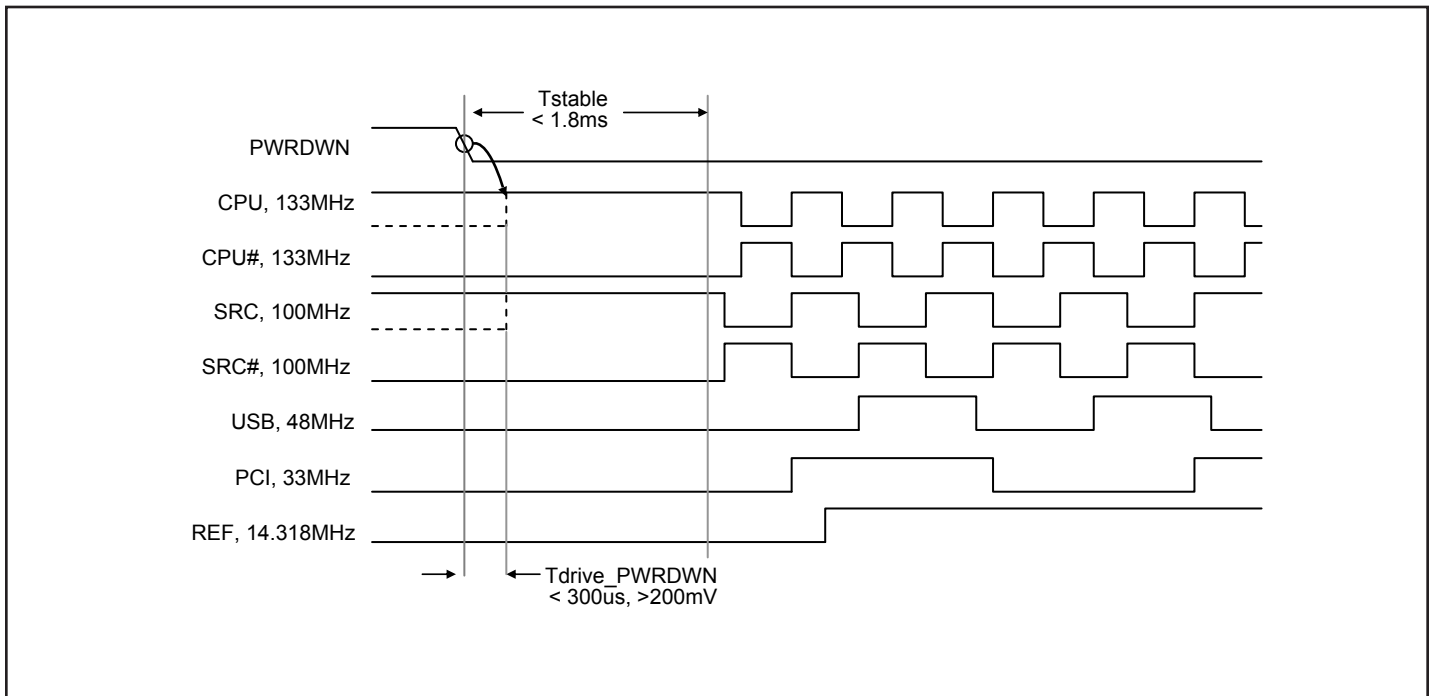 Tstable
< 1.8ms
PWRDWN
CPU, 133MHz
CPU#, 133MHz
SRC, 100MHz
SRC#, 100MHz
USB, 48MHz
PCI, 33MHz
REF, 14.318MHz
Tdrive_PWRDWN
< 300us, >200mV